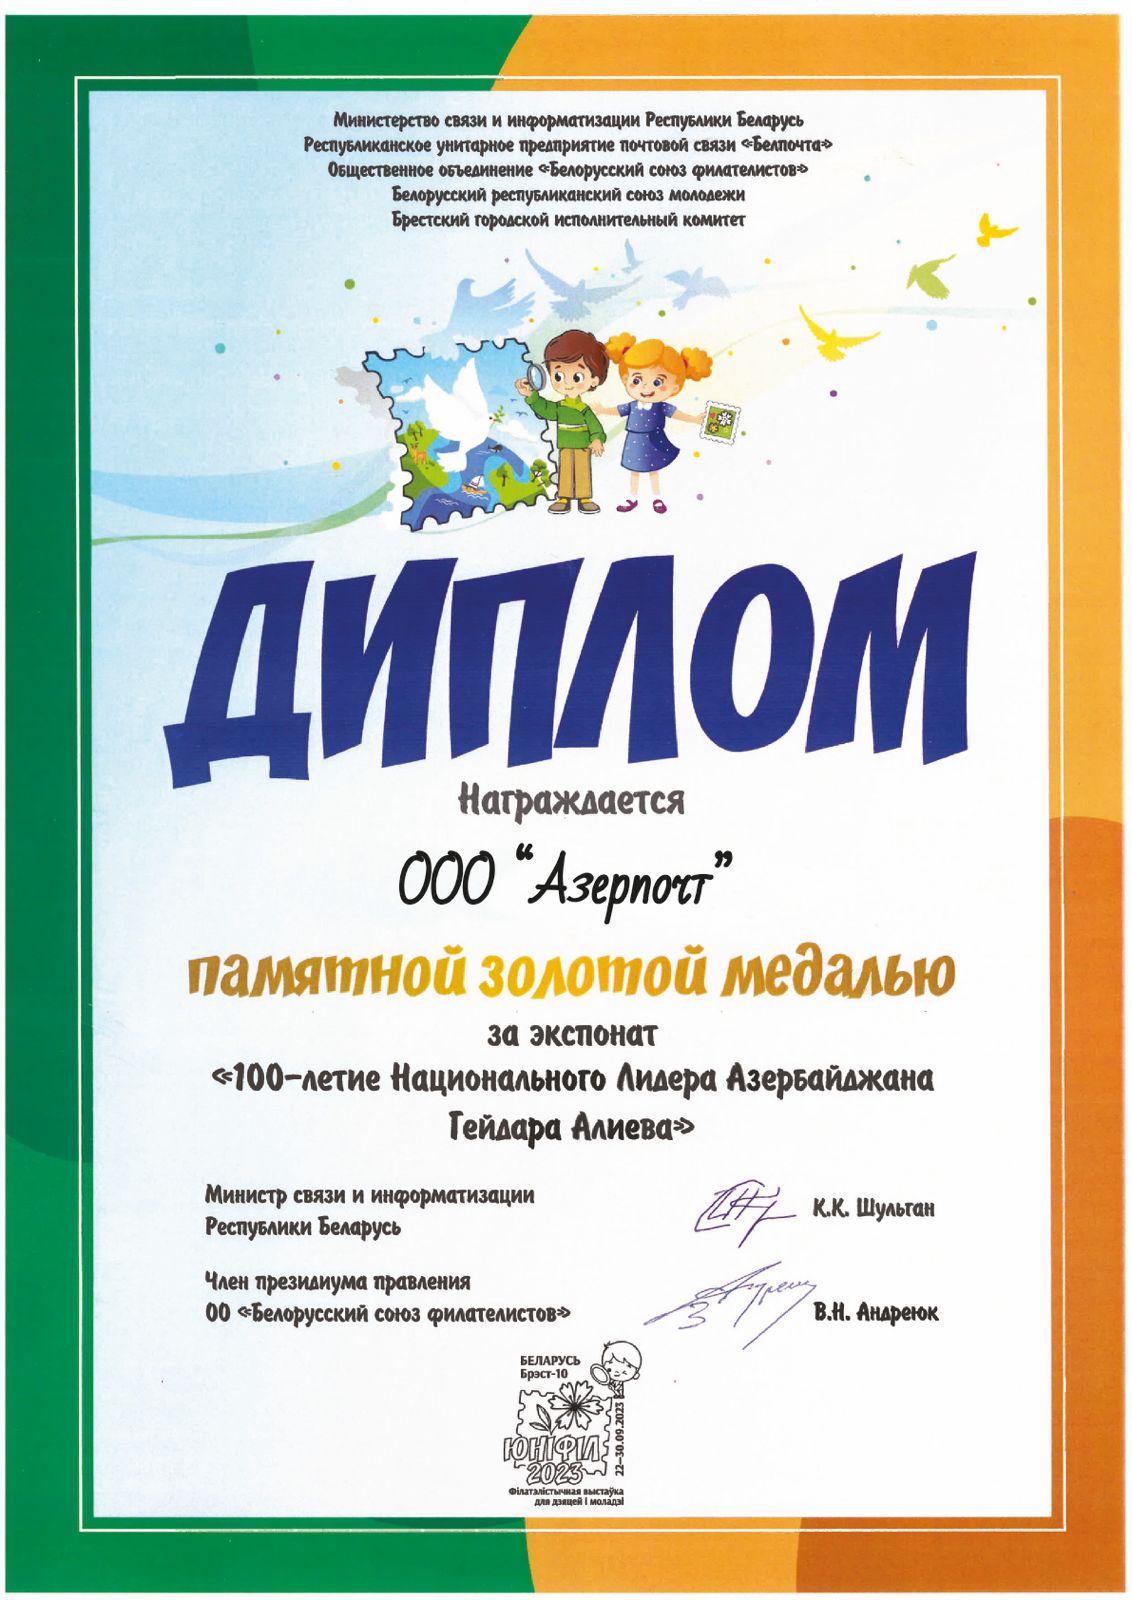 Министерство связи и информатизации Республики Беларусь
Республиканское унитарное предприятие почтовой связи «Белпочта»
Общественное объединение «Белорусский союз филателистов»
Белорусский республиканский союз молодежи
Брестский городской исполнительный комитет
ДИПЛОМ
Награждается
ООО “Азерпочт”
памятной золотой медалью
за экспонат
«100-летие Национального Лидера Азербайджана
Гейдара Алиева»
Министр связи и информатизации
Республики Беларусь
К.К. Шульган
Член президиума правления
ОО «Белорусский союз филателистов»
В.Н. Андреюк
БЕЛАРУСЬ
Брэст-10
ЮНІФІЛ
2023
22–30.09.2023
Філатэлістычная выстаўка
для дзяцей і моладзі